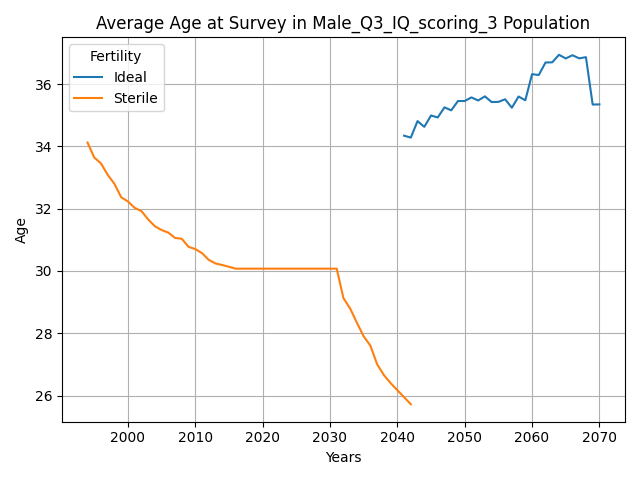 Average Age at Survey in Male_Q3_IQ_scoring_3 Population
Fertility
Ideal
Sterile
Age
36
34
32
30
28
26
2000 2010 2020 2030 2040 2050 2060 2070
Years